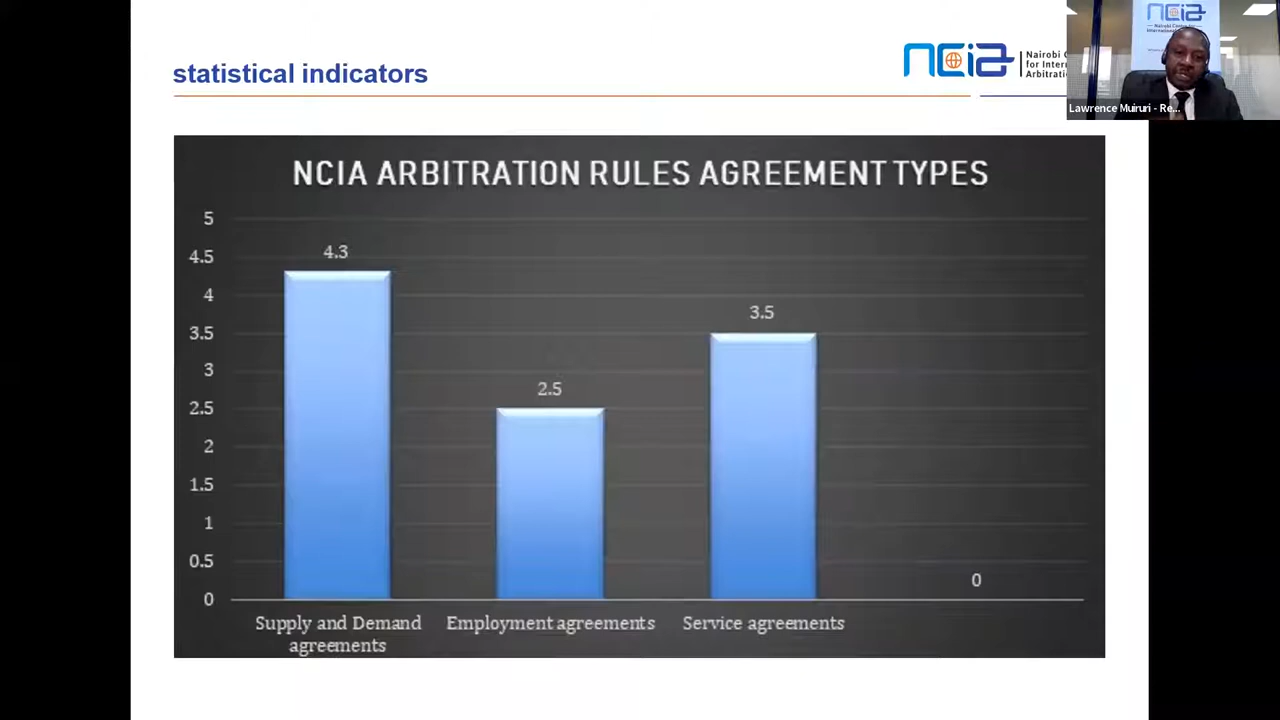 statistical indicators
ncia
Nairobi
for
Arbitra
ncia
Lawrence Muiruri - Re...
NCIA ARBITRATION RULES AGREEMENT TYPES
5
4.5
4
3.5
3
2.5
2
1.5
1
0.5
0
4.3
2.5
3.5
0
Supply and Demand
agreements
Employment agreements
Service agreements